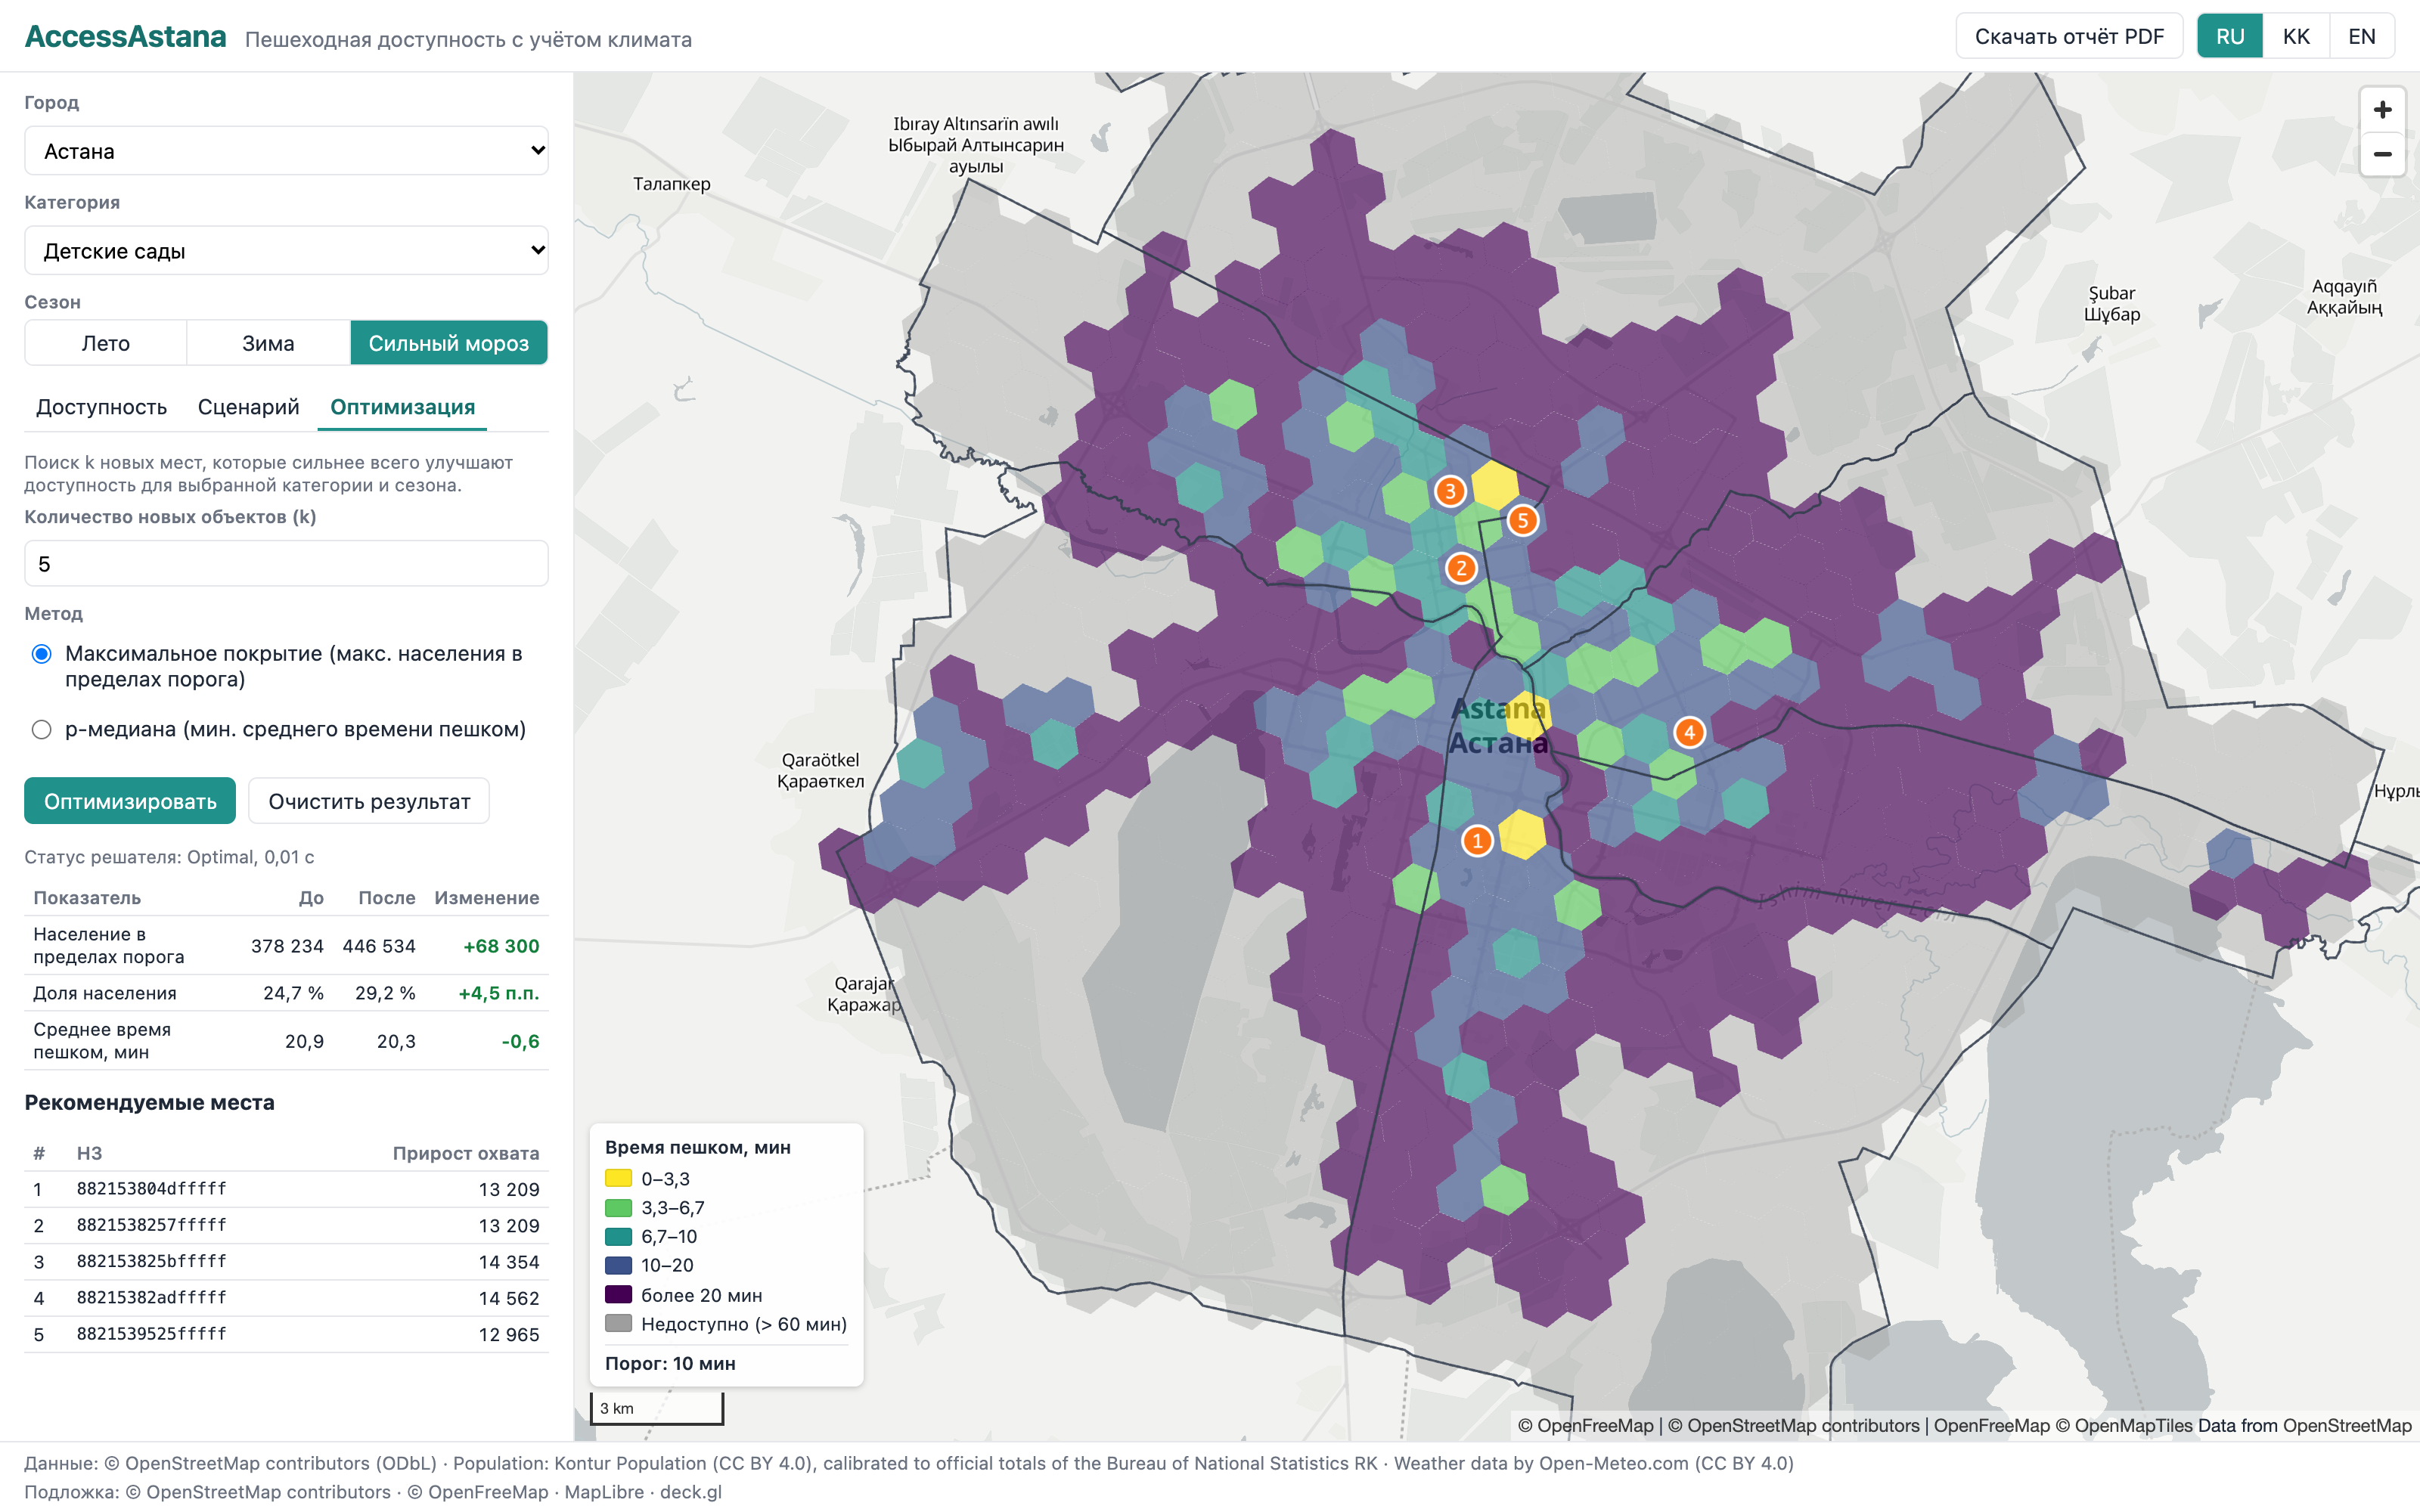 AccessAstana
Пешеходная доступность с учётом климата
Скачать отчёт PDF
RU
KK
EN
Город
Астана
Категория
Детские сады
Сезон
Лето
Зима
Сильный мороз
Доступность
Сценарий
Оптимизация
Поиск k новых мест, которые сильнее всего улучшают
доступность для выбранной категории и сезона.
Количество новых объектов (k)
5
Метод
Максимальное покрытие (макс. населения в
пределах порога)
p-медиана (мин. среднего времени пешком)
Оптимизировать
Очистить результат
Статус решателя: Optimal, 0,01 с
Показатель До После Изменение
Население в
пределах порога 378 234 446 534 +68 300
Доля населения 24,7 % 29,2 % +4,5 п.п.
Среднее время
пешком, мин 20,9 20,3 -0,6
Рекомендуемые места
# H3 Прирост охвата
1 882153804dfffff 13 209
2 8821538257fffff 13 209
3 882153825bfffff 14 354
4 88215382adfffff 14 562
5 8821539525fffff 12 965
Ibıray Altınsarïn awılı
Ыбырай Алтынсарин
ауылы
Талапкер
Şubar
Шұбар
Aqqayıñ
Аққайың
+
−
3
5
2
Astana
Астана
4
1
Qaraötkel
Қараөткел
Qarajar
Қаражар
Нұрлы
Ishim River
Время пешком, мин
0–3,3
3,3–6,7
6,7–10
10–20
более 20 мин
Недоступно (> 60 мин)
Порог: 10 мин
3 km
© OpenFreeMap | © OpenStreetMap contributors | OpenFreeMap © OpenMapTiles Data from OpenStreetMap
Данные: © OpenStreetMap contributors (ODbL) · Population: Kontur Population (CC BY 4.0), calibrated to official totals of the Bureau of National Statistics RK · Weather data by Open-Meteo.com (CC BY 4.0)
Подложка: © OpenStreetMap contributors · © OpenFreeMap · MapLibre · deck.gl